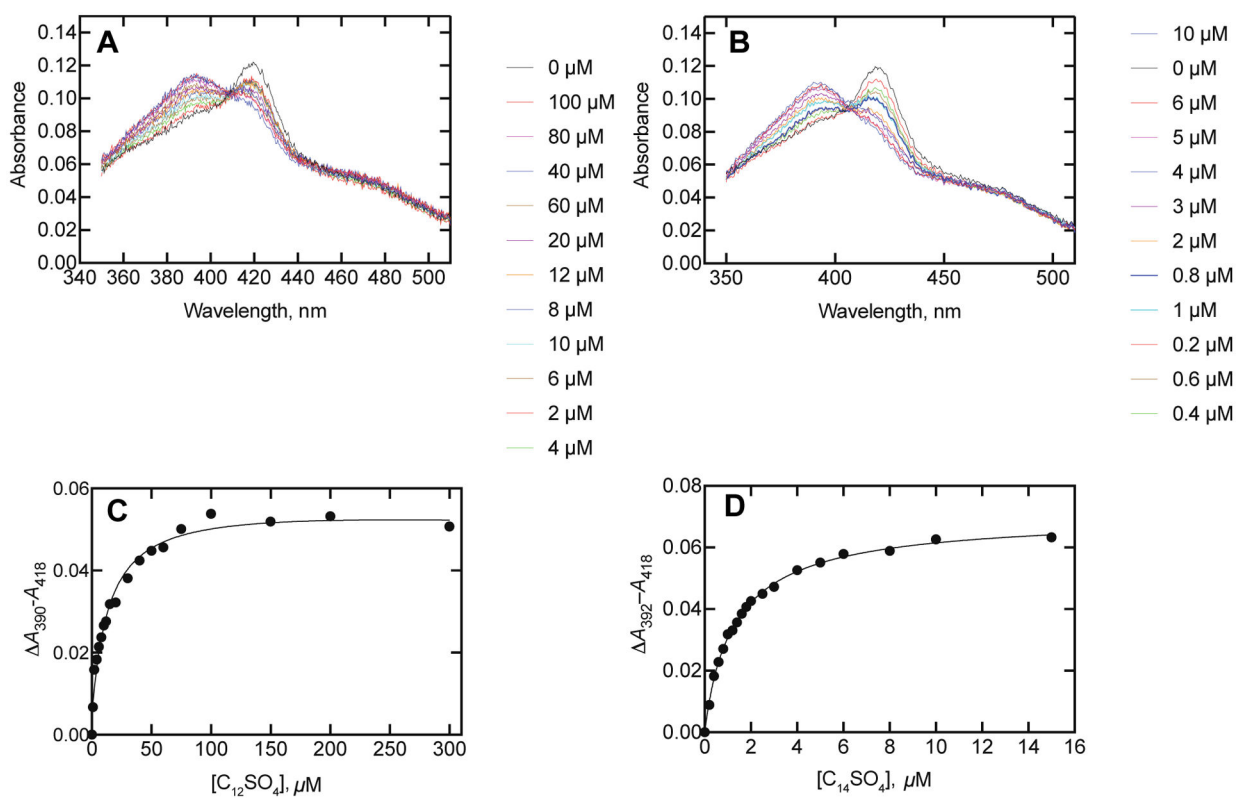 A
0.14
0.12
0.10
0.08
0.06
0.04
0.02
0.00
Absorbance
340 360 380 400 420 440 460 480 500
Wavelength, nm
0 µM
100 µM
80 µM
40 µM
60 µM
20 µM
12 µM
8 µM
10 µM
6 µM
2 µM
4 µM
B
0.14
0.12
0.10
0.08
0.06
0.04
0.02
0.00
Absorbance
350 400 450 500
Wavelength, nm
10 µM
0 µM
6 µM
5 µM
4 µM
3 µM
2 µM
0.8 µM
1 µM
0.2 µM
0.6 µM
0.4 µM
C
0.06
0.04
0.02
0.00
ΔA₃₉₀-A₄₁₈
0 50 100 150 200 250 300
[C₁₂SO₄], µM
D
0.08
0.06
0.04
0.02
0.00
ΔA₃₉₂–A₄₁₈
0 2 4 6 8 10 12 14 16
[C₁₄SO₄], µM